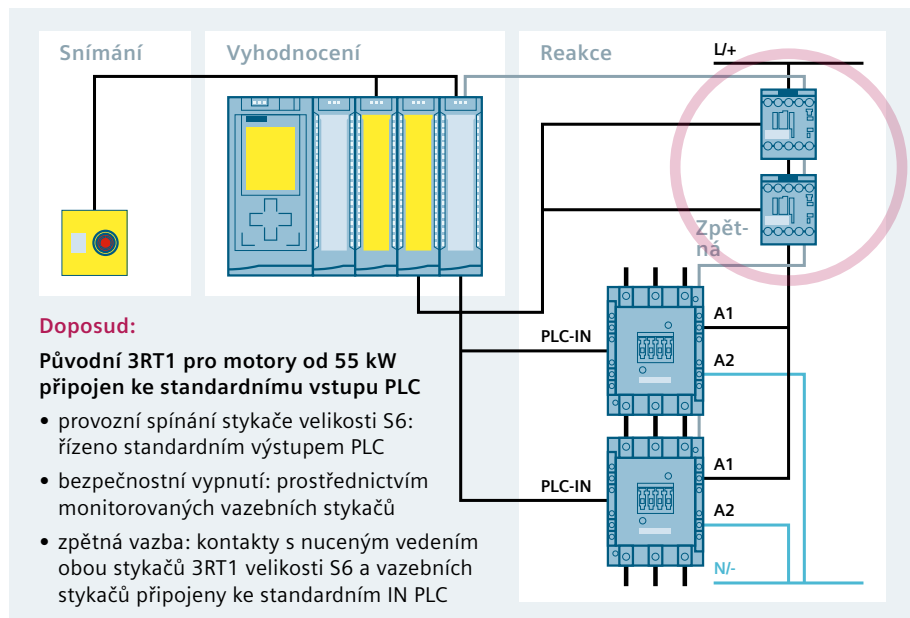 Snímání
Vyhodnocení
Reakce
L/+
Zpět-
ná
Doposud:
Původní 3RT1 pro motory od 55 kW
připojen ke standardnímu vstupu PLC
• provozní spínání stykače velikosti S6:
řízeno standardním výstupem PLC
• bezpečnostní vypnutí: prostřednictvím
monitorovaných vazebních stykačů
• zpětná vazba: kontakty s nuceným vedením
obou stykačů 3RT1 velikosti S6 a vazebních
stykačů připojeny ke standardním IN PLC
PLC-IN
A1
A2
PLC-IN
A1
A2
N/-